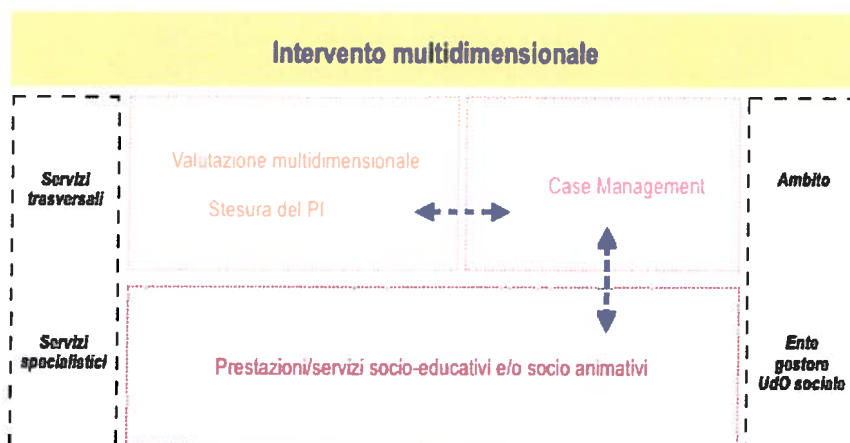 Intervento multidimensionale
Servizi
trasversali
Valutazione multidimensionale
Stesura del PI
Case Management
Ambito
Servizi
specialistici
Prestazioni/servizi socio-educativi e/o socio animativi
Ente
gestore
UdO sociale